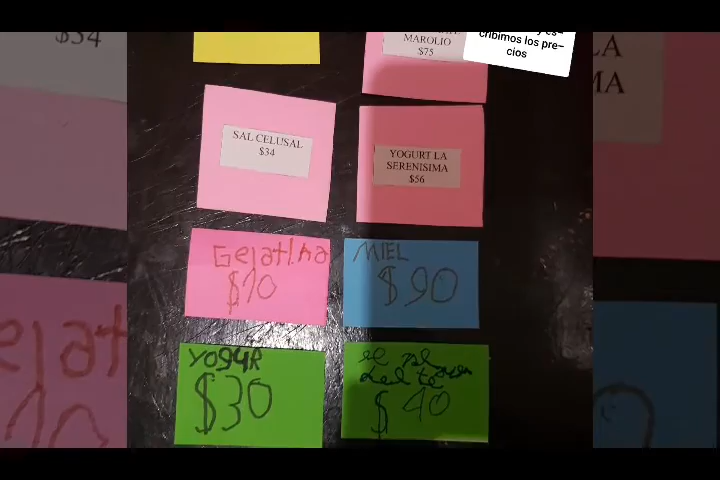 MAROLIO
$75
cribimos los pre-
cios
SAL CELUSAL
$34
YOGURT LA
SERENISIMA
$56
Gelatina
$10
MIEL
$90
YOgUR
$30
$40